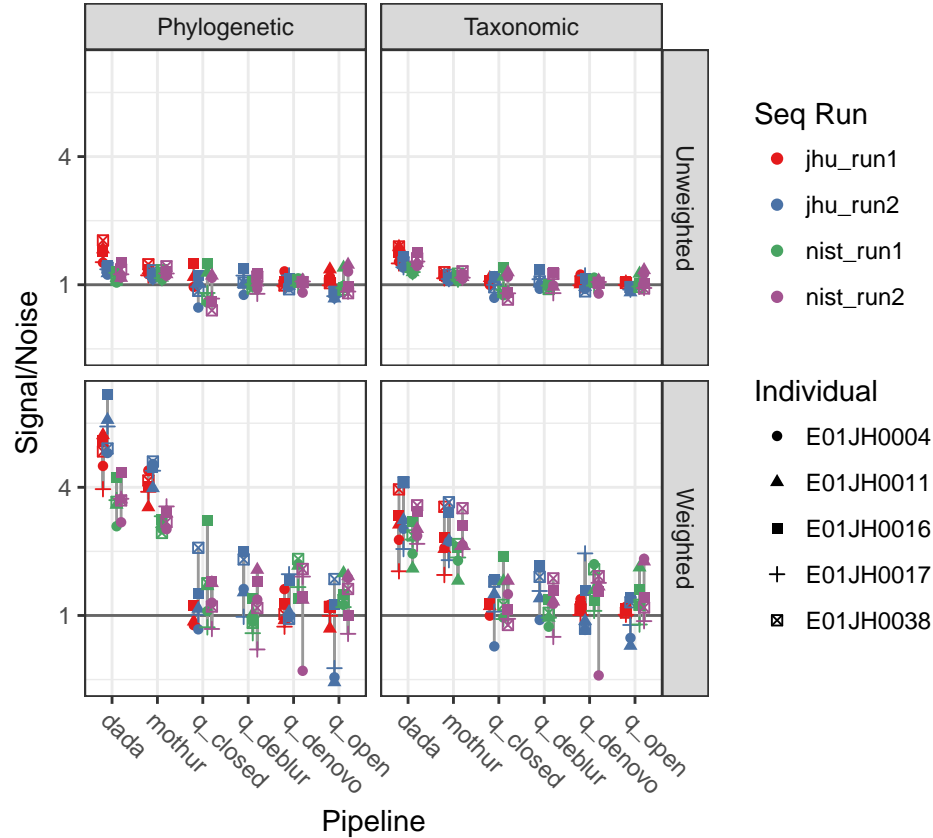 Phylogenetic
Taxonomic
Unweighted
Weighted
4
1
4
1
Signal/Noise
dada
mothur
q_closed
q_deblur
q_denovo
q_open
dada
mothur
q_closed
q_deblur
q_denovo
q_open
Pipeline
Seq Run
jhu_run1
jhu_run2
nist_run1
nist_run2
Individual
E01JH0004
E01JH0011
E01JH0016
E01JH0017
E01JH0038